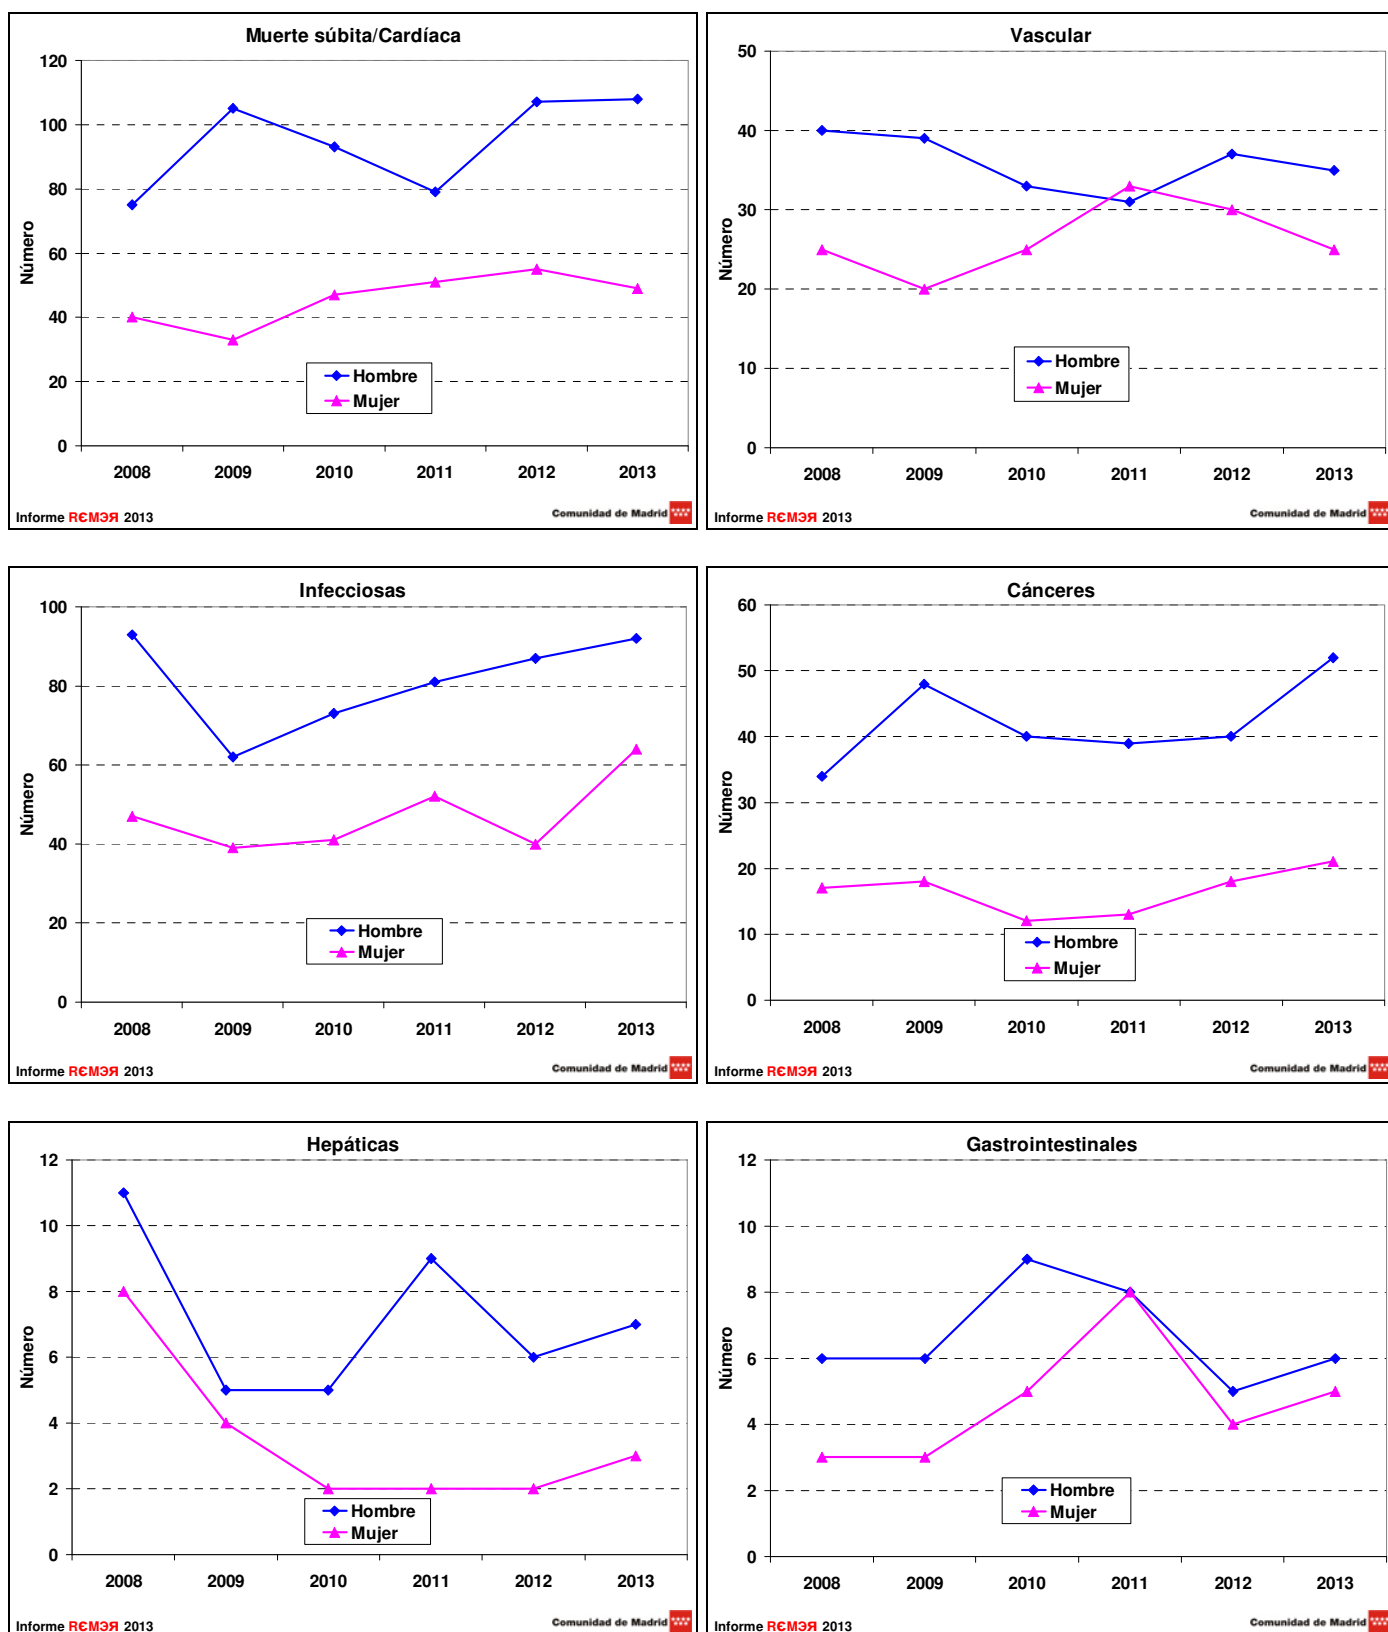 Muerte súbita/Cardíaca
120
100
80
60
40
20
0
Número
Hombre
Mujer
2008 2009 2010 2011 2012 2013
Informe RЄMЭЯ 2013
Comunidad de Madrid
Vascular
50
40
30
20
10
0
Número
Hombre
Mujer
2008 2009 2010 2011 2012 2013
Informe RЄMЭЯ 2013
Comunidad de Madrid
Infecciosas
100
80
60
40
20
0
Número
Hombre
Mujer
2008 2009 2010 2011 2012 2013
Informe RЄMЭЯ 2013
Comunidad de Madrid
Cánceres
60
50
40
30
20
10
0
Número
Hombre
Mujer
2008 2009 2010 2011 2012 2013
Informe RЄMЭЯ 2013
Comunidad de Madrid
Hepáticas
12
10
8
6
4
2
0
Número
Hombre
Mujer
2008 2009 2010 2011 2012 2013
Informe RЄMЭЯ 2013
Comunidad de Madrid
Gastrointestinales
12
10
8
6
4
2
0
Número
Hombre
Mujer
2008 2009 2010 2011 2012 2013
Informe RЄMЭЯ 2013
Comunidad de Madrid